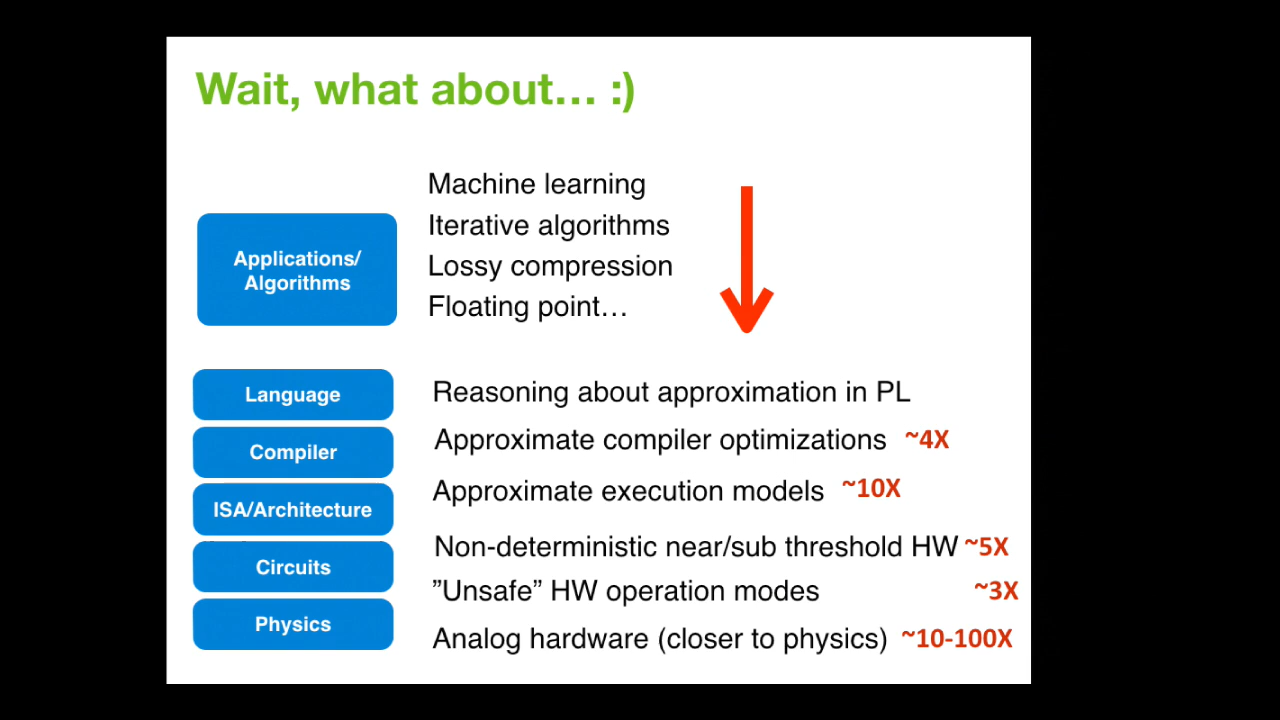 Wait, what about… :)
Machine learning
Iterative algorithms
Lossy compression
Floating point…
Applications/
Algorithms
Language
Reasoning about approximation in PL
Compiler
Approximate compiler optimizations ~4X
ISA/Architecture
Approximate execution models ~10X
Circuits
Non-deterministic near/sub threshold HW ~5X
”Unsafe” HW operation modes ~3X
Physics
Analog hardware (closer to physics) ~10-100X